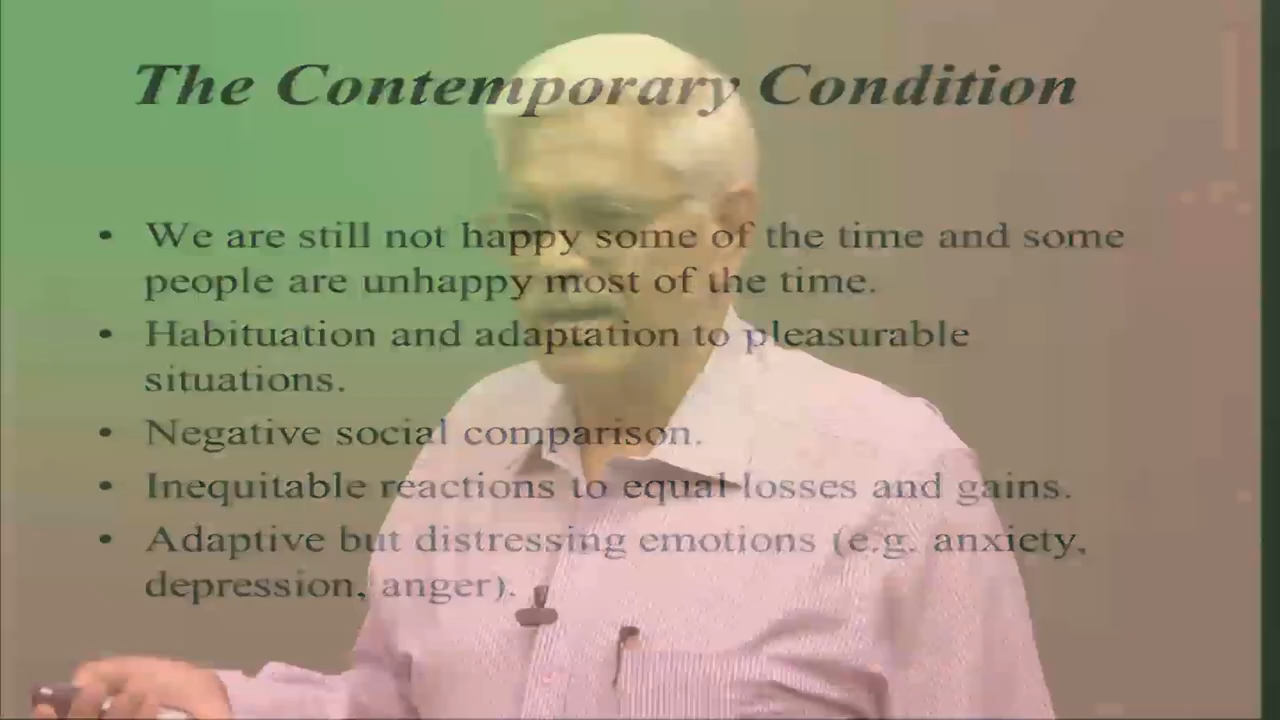 The Contemporary Condition
• We are still not happy some of the time and some
people are unhappy most of the time.
• Habituation and adaptation to pleasurable
situations.
• Negative social comparison.
• Inequitable reactions to equal losses and gains.
• Adaptive but distressing emotions (e.g. anxiety,
depression, anger).